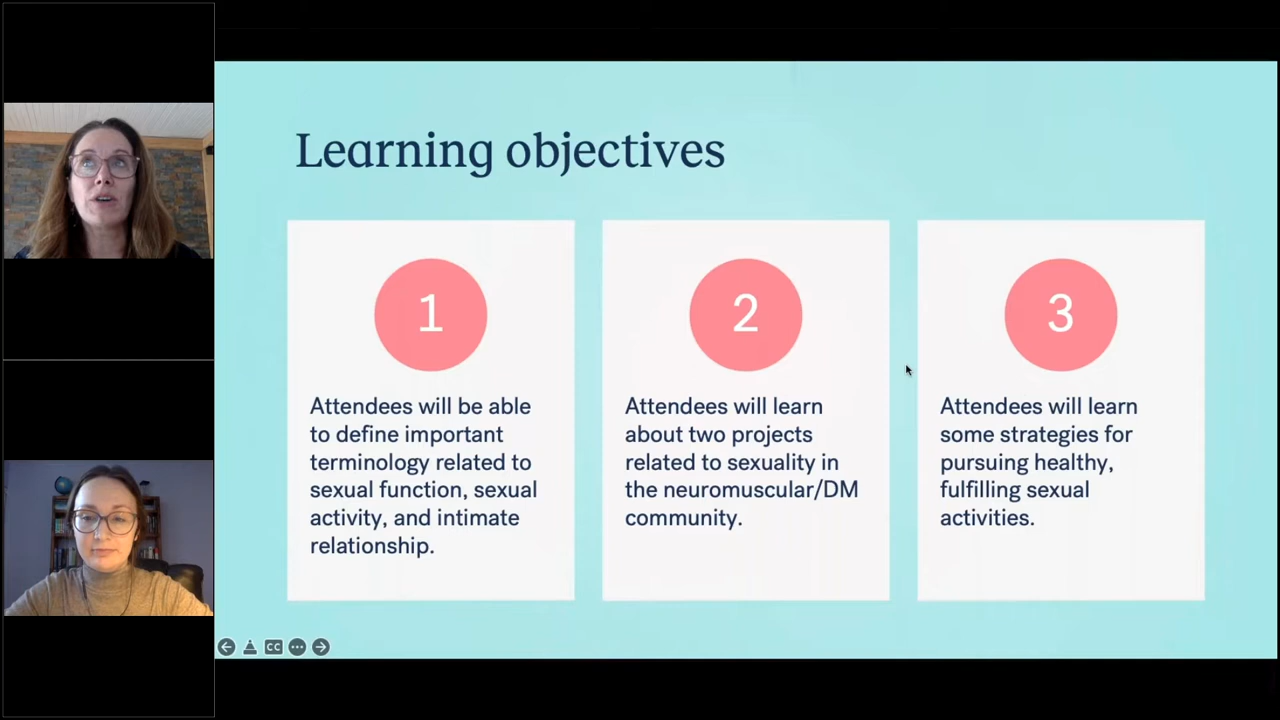 Learning objectives
1
Attendees will be able
to define important
terminology related to
sexual function, sexual
activity, and intimate
relationship.
2
Attendees will learn
about two projects
related to sexuality in
the neuromuscular/DM
community.
3
Attendees will learn
some strategies for
pursuing healthy,
fulfilling sexual
activities.
CC